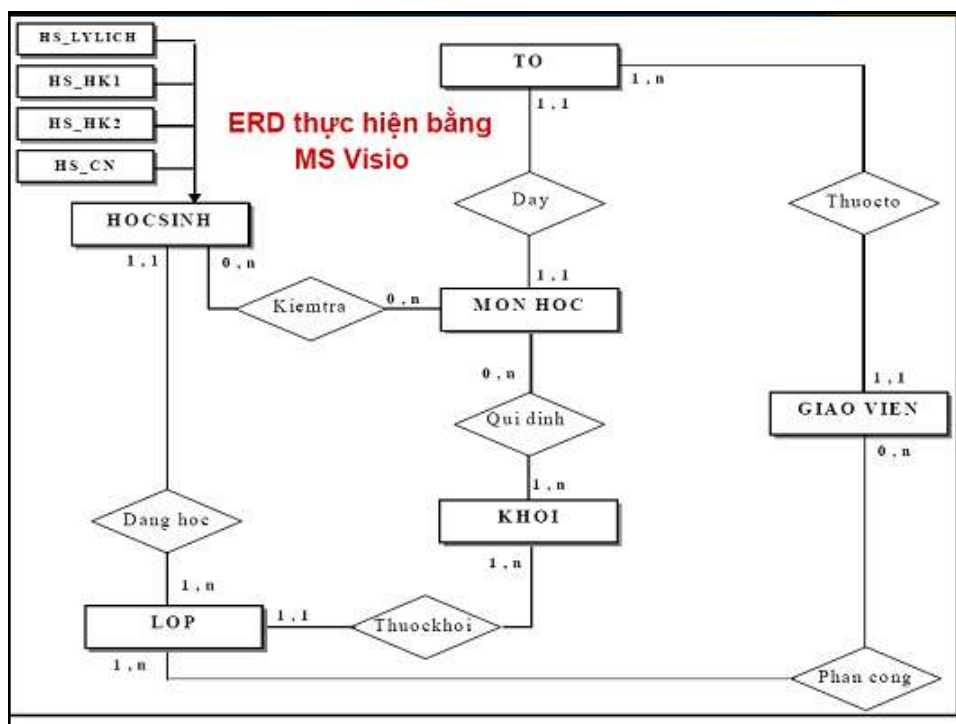 HS_LYLICH
HS_HK1
HS_HK2
HS_CN
ERD thực hiện bằng
MS Visio
TO
1,n
1,1
Day
Thuocto
HOCSINH
1,1
0,n
1,1
Kiemtra
0,n
MON HOC
0,n
1,1
GIAO VIEN
Qui dinh
0,n
1,n
KHOI
Dang hoc
1,n
1,n
LOP
1,1
Thuockhoi
1,n
Phan cong